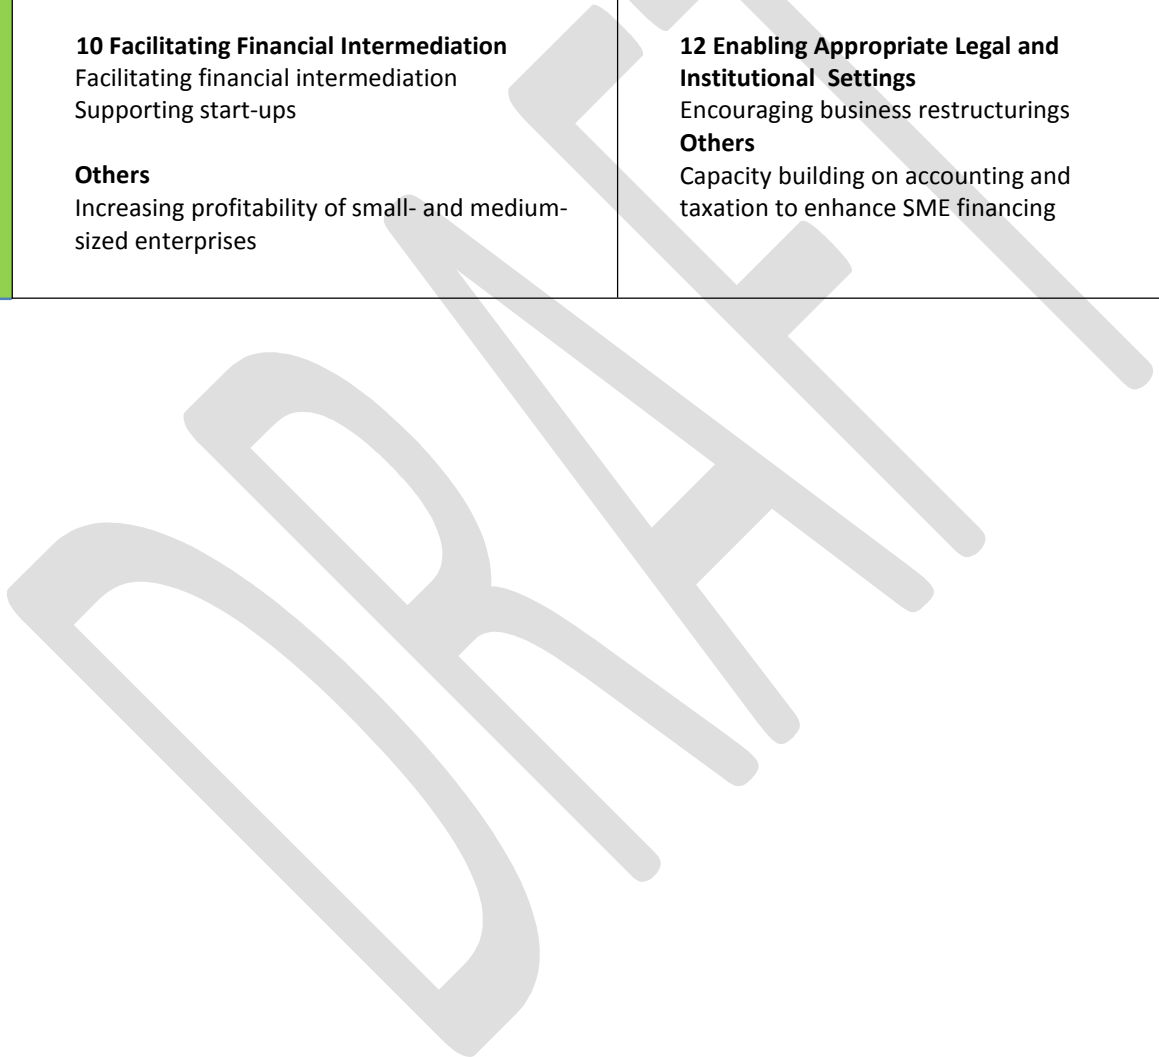 10 Facilitating Financial Intermediation
Facilitating financial intermediation
Supporting start-ups
Others
Increasing profitability of small- and medium-
sized enterprises
12 Enabling Appropriate Legal and
Institutional  Settings
Encouraging business restructurings
Others
Capacity building on accounting and
taxation to enhance SME financing
DRAFT